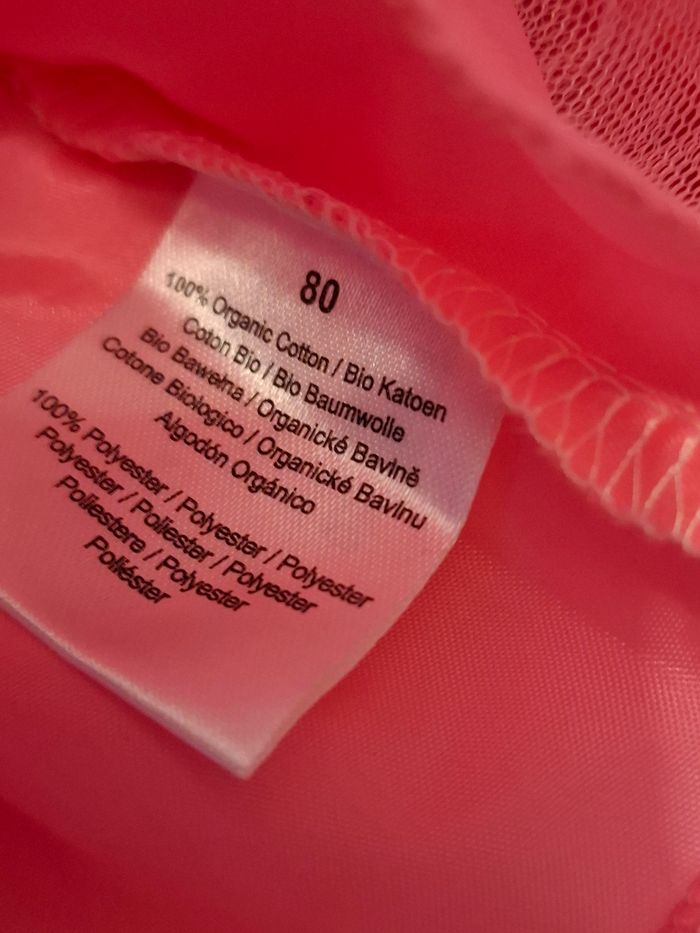 80
100% Organic Cotton / Bio Katoen
Coton Bio / Bio Baumwolle
Bio Bawełna / Organické Bavině
Cotone Biologico / Organické Bavlnu
Algodón Orgánico
100% Polyester / Polyester / Polyester
Polyester / Poliester / Polyester
Poliestere / Polyester
Poliéster